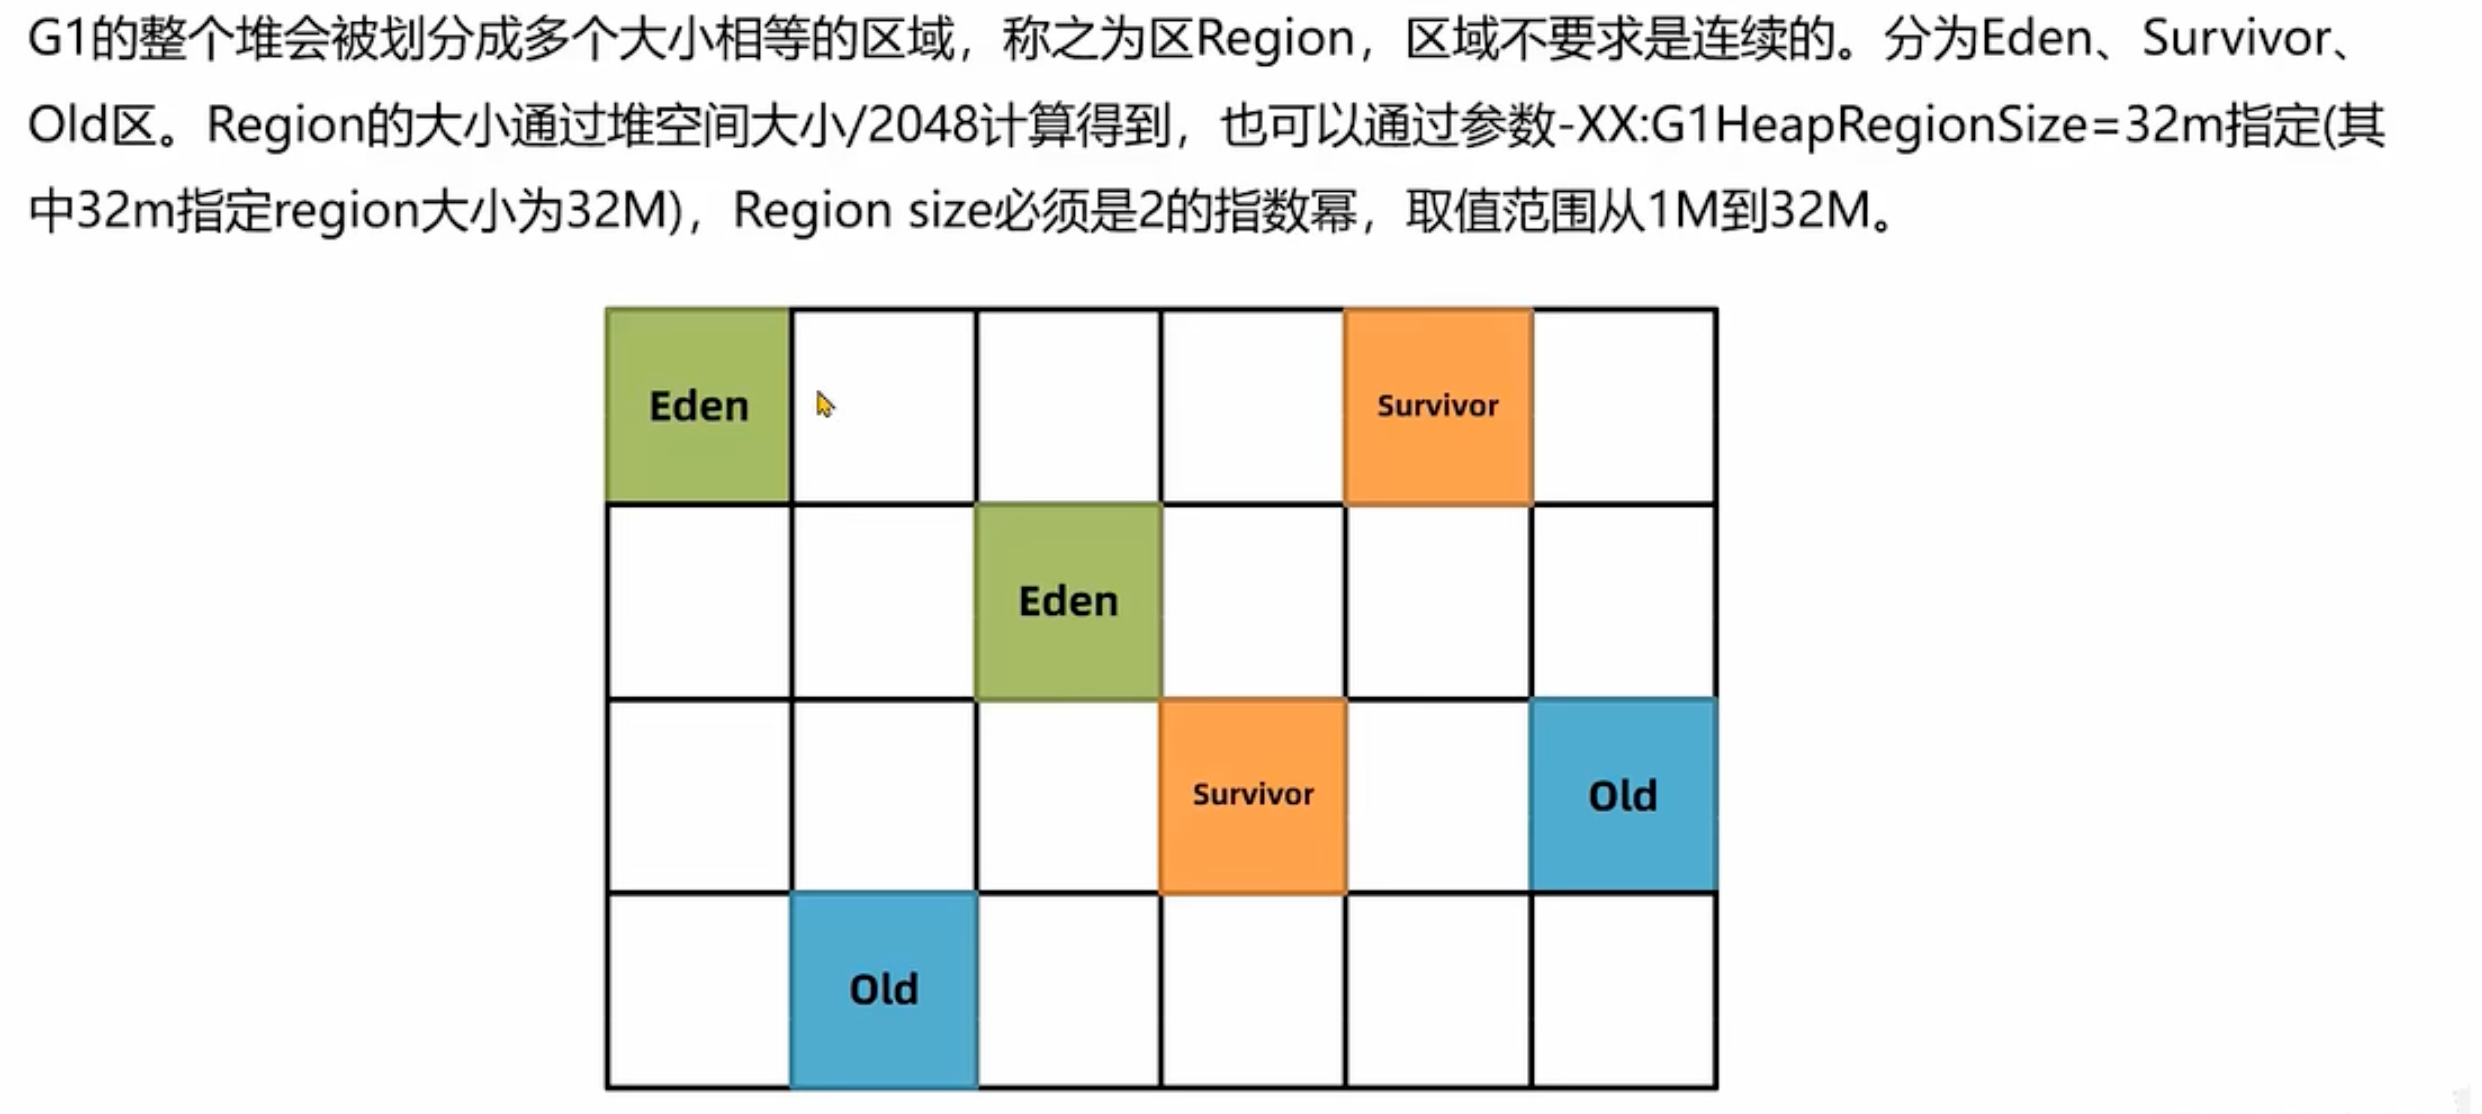 G1的整个堆会被划分成多个大小相等的区域，称之为区Region，区域不要求是连续的。分为Eden、Survivor、
Old区。Region的大小通过堆空间大小/2048计算得到，也可以通过参数-XX:G1HeapRegionSize=32m指定(其
中32m指定region大小为32M)，Region size必须是2的指数幂，取值范围从1M到32M。
Eden
Survivor
Eden
Survivor
Old
Old